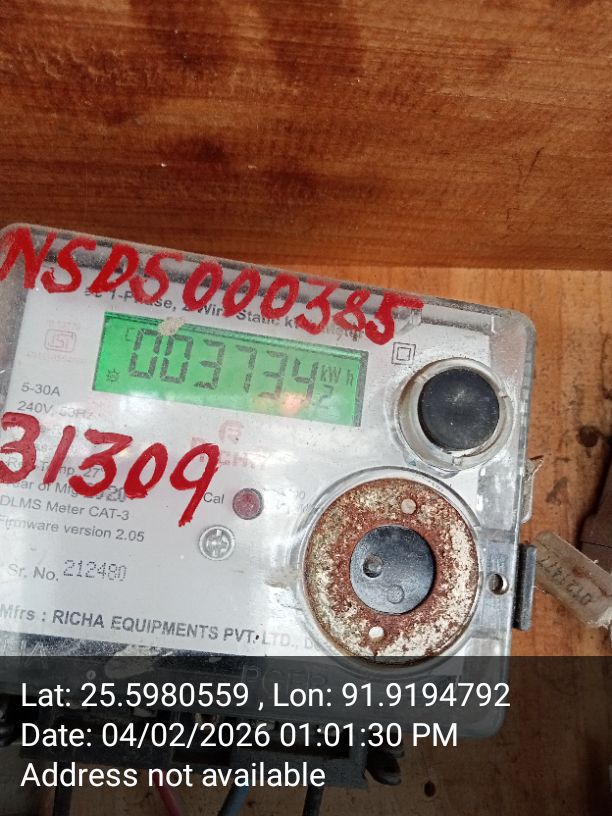 NSDS000385
1-Phase, 2 Wire Static
003734 kWh
2
5-30A
240V
31309
Cal
DLMS Meter CAT-3
Firmware version 2.05
Sr. No. 212480
Mfrs : RICHA EQUIPMENTS PVT. LTD.,
Lat: 25.5980559 , Lon: 91.9194792
Date: 04/02/2026 01:01:30 PM
Address not available